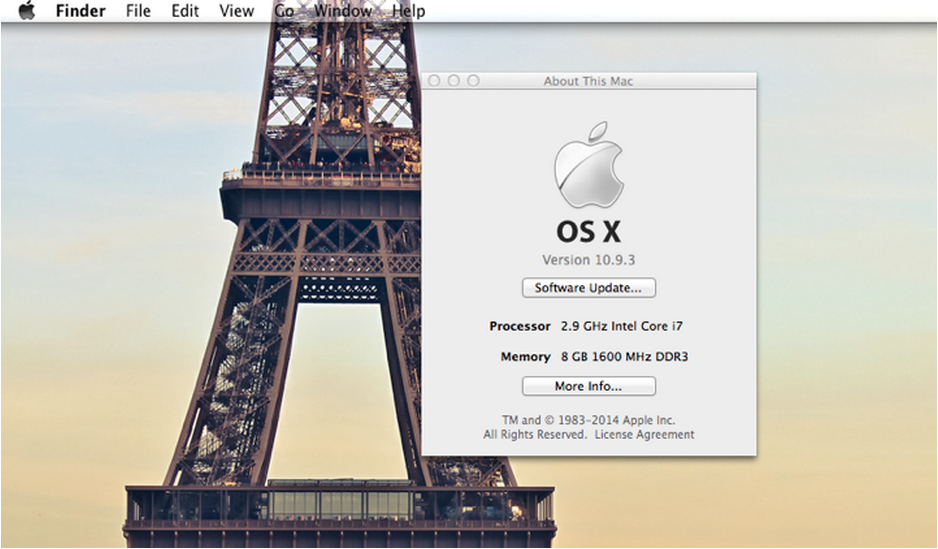 Finder File Edit View Go Window Help
About This Mac
OS X
Version 10.9.3
Software Update...
Processor 2.9 GHz Intel Core i7
Memory 8 GB 1600 MHz DDR3
More Info...
TM and © 1983–2014 Apple Inc.
All Rights Reserved. License Agreement